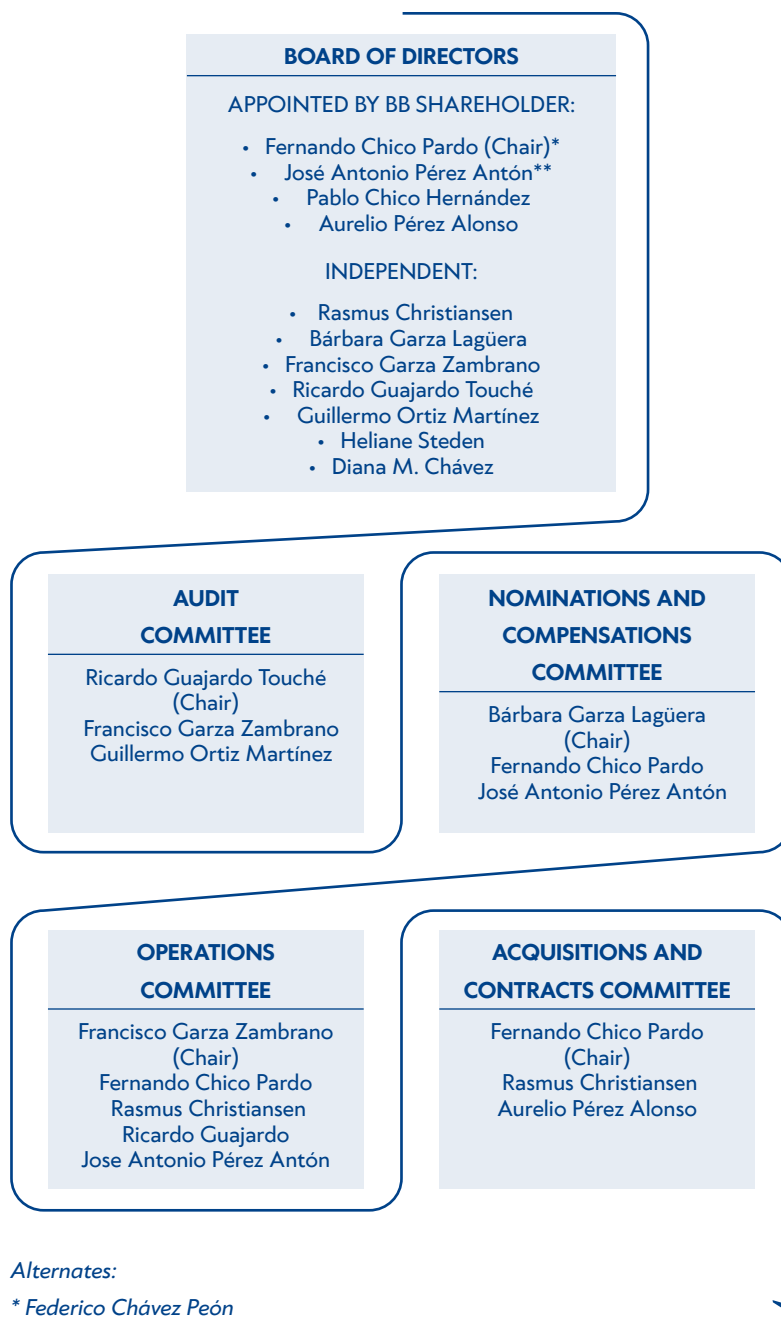 BOARD OF DIRECTORS
APPOINTED BY BB SHAREHOLDER:
• Fernando Chico Pardo (Chair)*
• José Antonio Pérez Antón**
• Pablo Chico Hernández
• Aurelio Pérez Alonso
INDEPENDENT:
• Rasmus Christiansen
• Bárbara Garza Lagüera
• Francisco Garza Zambrano
• Ricardo Guajardo Touché
• Guillermo Ortiz Martínez
• Heliane Steden
• Diana M. Chávez
AUDIT
COMMITTEE
Ricardo Guajardo Touché
(Chair)
Francisco Garza Zambrano
Guillermo Ortiz Martínez
NOMINATIONS AND
COMPENSATIONS
COMMITTEE
Bárbara Garza Lagüera
(Chair)
Fernando Chico Pardo
José Antonio Pérez Antón
OPERATIONS
COMMITTEE
Francisco Garza Zambrano
(Chair)
Fernando Chico Pardo
Rasmus Christiansen
Ricardo Guajardo
Jose Antonio Pérez Antón
ACQUISITIONS AND
CONTRACTS COMMITTEE
Fernando Chico Pardo
(Chair)
Rasmus Christiansen
Aurelio Pérez Alonso
Alternates:
* Federico Chávez Peón